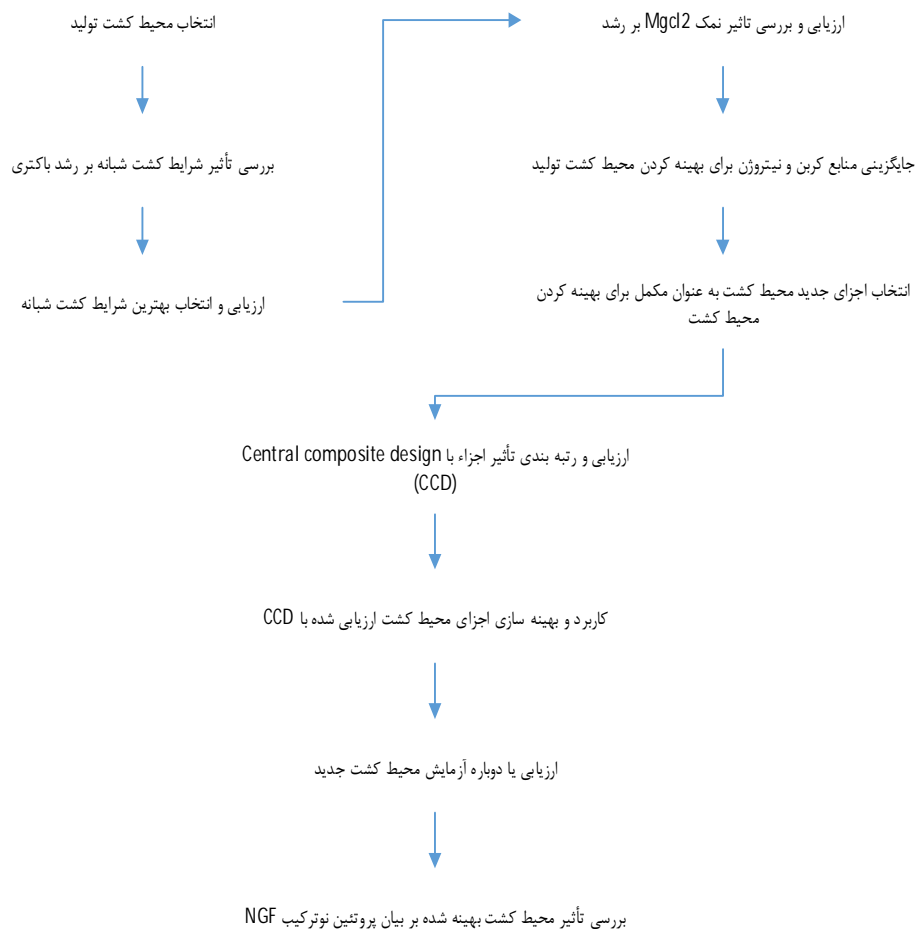 انتخاب محیط کشت تولید
بررسی تأثیر شرایط کشت شبانه بر رشد باکتری
ارزیابی و انتخاب بهترین شرایط کشت شبانه
ارزیابی و بررسی تاثیر نمک Mgcl2 بر رشد
جایگزینی منابع کربن و نیتروژن برای بهینه کردن محیط کشت تولید
انتخاب اجزای جدید محیط کشت به عنوان مکمل برای بهینه کردن
محیط کشت
ارزیابی و رتبه بندی تأثیر اجزاء با Central composite design
(CCD)
کاربرد و بهینه سازی اجزای محیط کشت ارزیابی شده با CCD
ارزیابی یا دوباره آزمایش محیط کشت جدید
بررسی تأثیر محیط کشت بهینه شده بر بیان پروتئین نوترکیب NGF